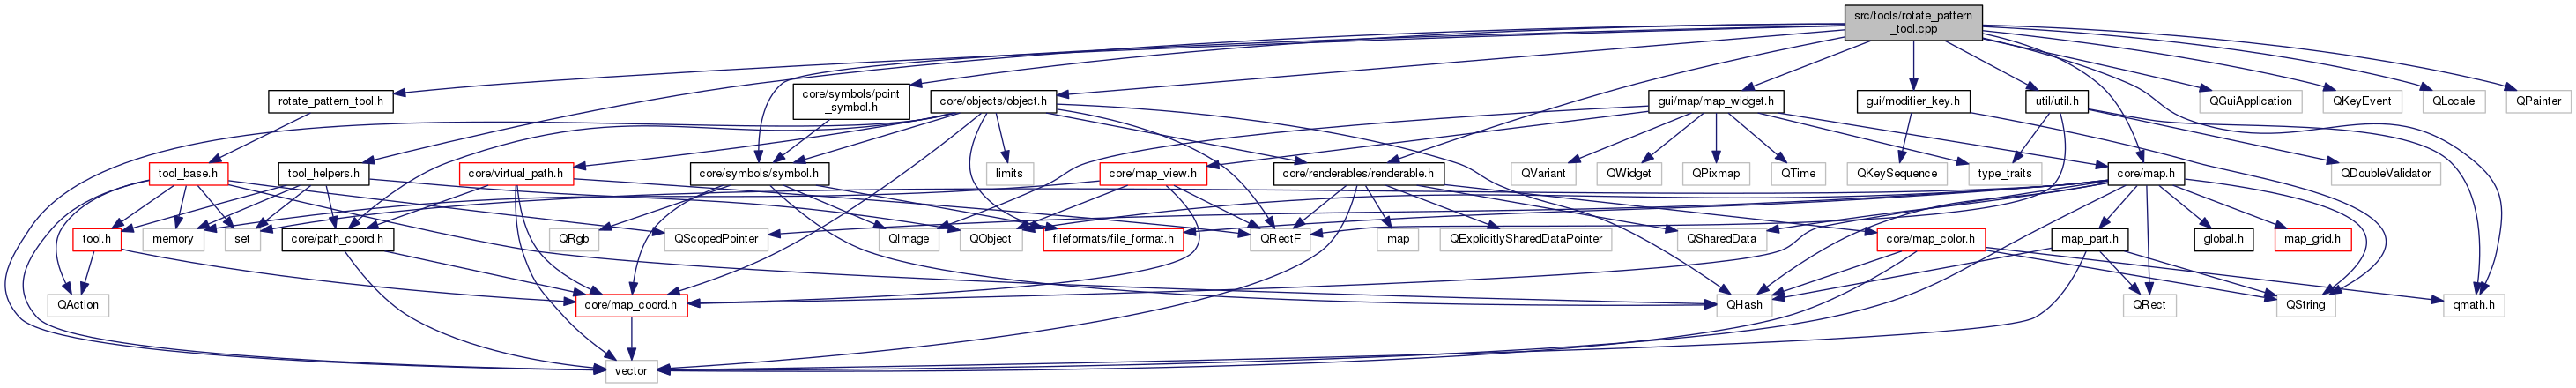 src/tools/rotate_pattern
_tool.cpp
rotate_pattern_tool.h
core/symbols/point
_symbol.h
core/objects/object.h
gui/map/map_widget.h
gui/modifier_key.h
util/util.h
QGuiApplication
QKeyEvent
QLocale
QPainter
tool_base.h
tool_helpers.h
core/virtual_path.h
core/symbols/symbol.h
limits
core/renderables/renderable.h
core/map_view.h
QVariant
QWidget
QPixmap
QTime
QKeySequence
type_traits
core/map.h
QDoubleValidator
tool.h
memory
set
core/path_coord.h
QRgb
QScopedPointer
QImage
QObject
fileformats/file_format.h
QRectF
map
QExplicitlySharedDataPointer
QSharedData
core/map_color.h
map_part.h
global.h
map_grid.h
QAction
core/map_coord.h
QHash
QRect
QString
qmath.h
vector